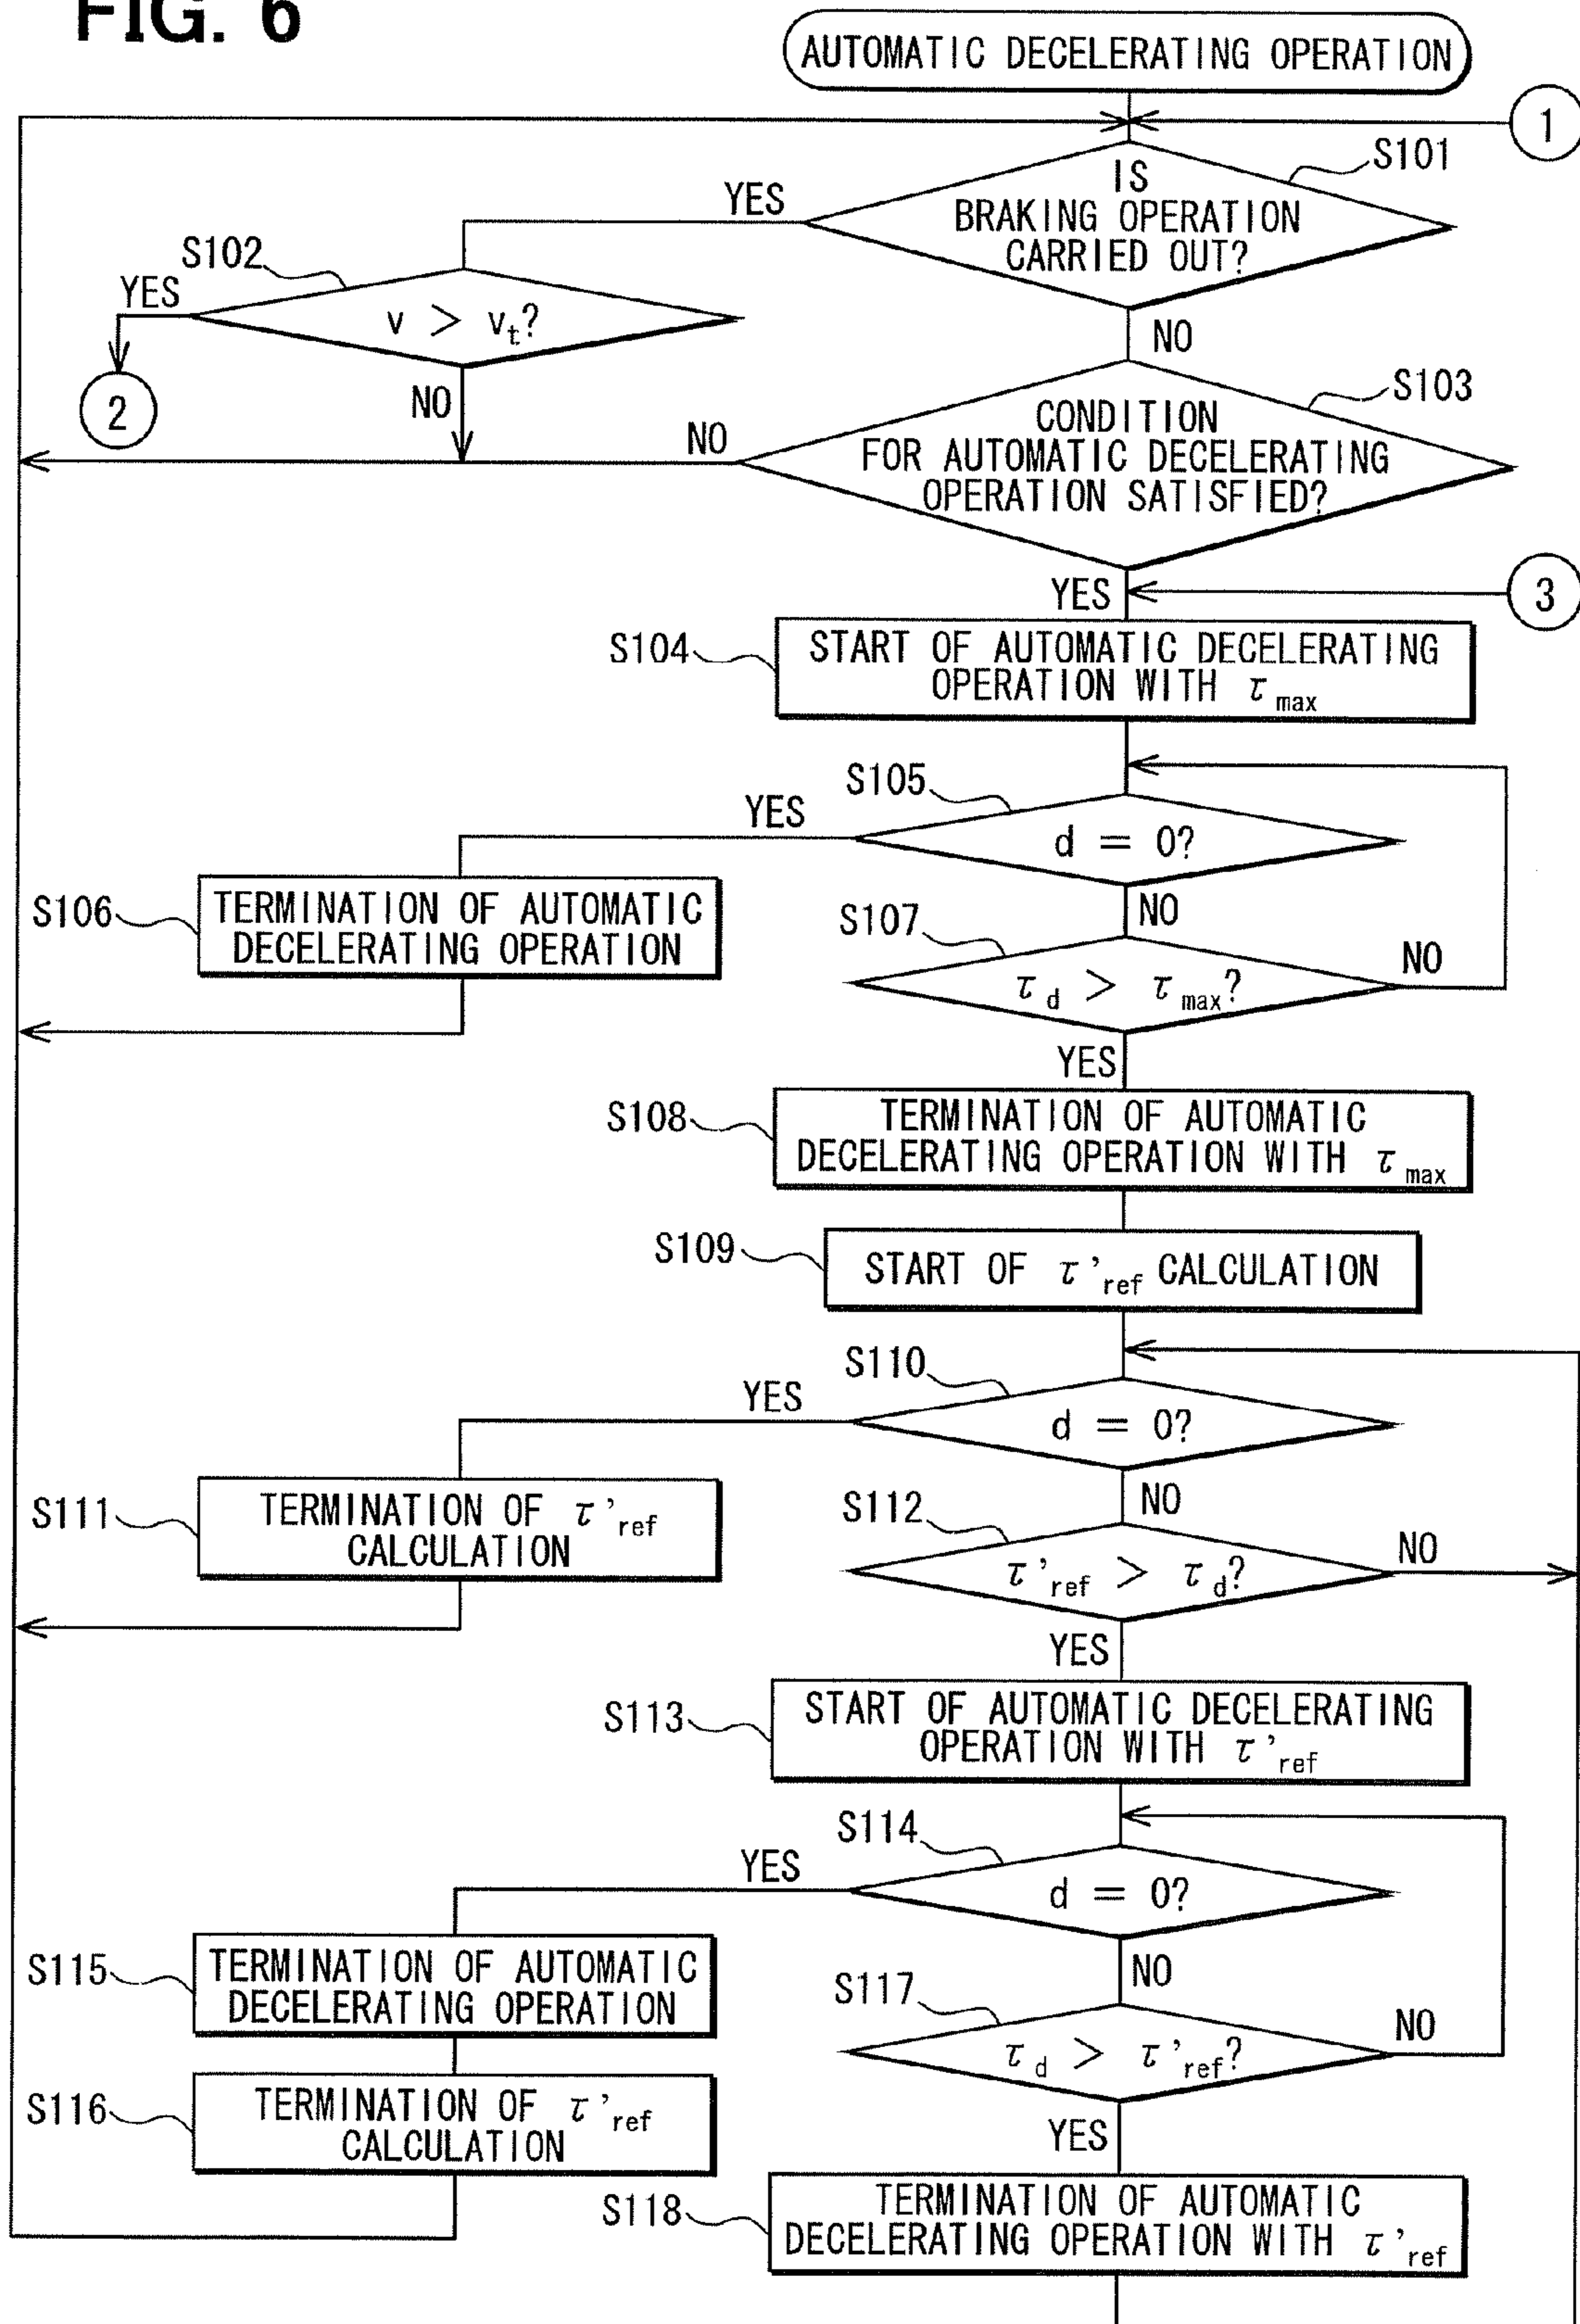 FIG. 6
AUTOMATIC DECELERATING OPERATION
1
S101
IS
BRAKING OPERATION
CARRIED OUT?
YES
NO
S102
v > vt?
YES
NO
2
S103
CONDITION
FOR AUTOMATIC DECELERATING
OPERATION SATISFIED?
NO
YES
3
S104
START OF AUTOMATIC DECELERATING
OPERATION WITH τmax
S105
d = 0?
YES
NO
S106
TERMINATION OF AUTOMATIC
DECELERATING OPERATION
S107
τd > τmax?
NO
YES
S108
TERMINATION OF AUTOMATIC
DECELERATING OPERATION WITH τmax
S109
START OF τ'ref CALCULATION
S110
d = 0?
YES
NO
S111
TERMINATION OF τ'ref
CALCULATION
S112
τ'ref > τd?
NO
YES
S113
START OF AUTOMATIC DECELERATING
OPERATION WITH τ'ref
S114
d = 0?
YES
NO
S115
TERMINATION OF AUTOMATIC
DECELERATING OPERATION
S116
TERMINATION OF τ'ref
CALCULATION
S117
τd > τ'ref?
NO
YES
S118
TERMINATION OF AUTOMATIC
DECELERATING OPERATION WITH τ'ref